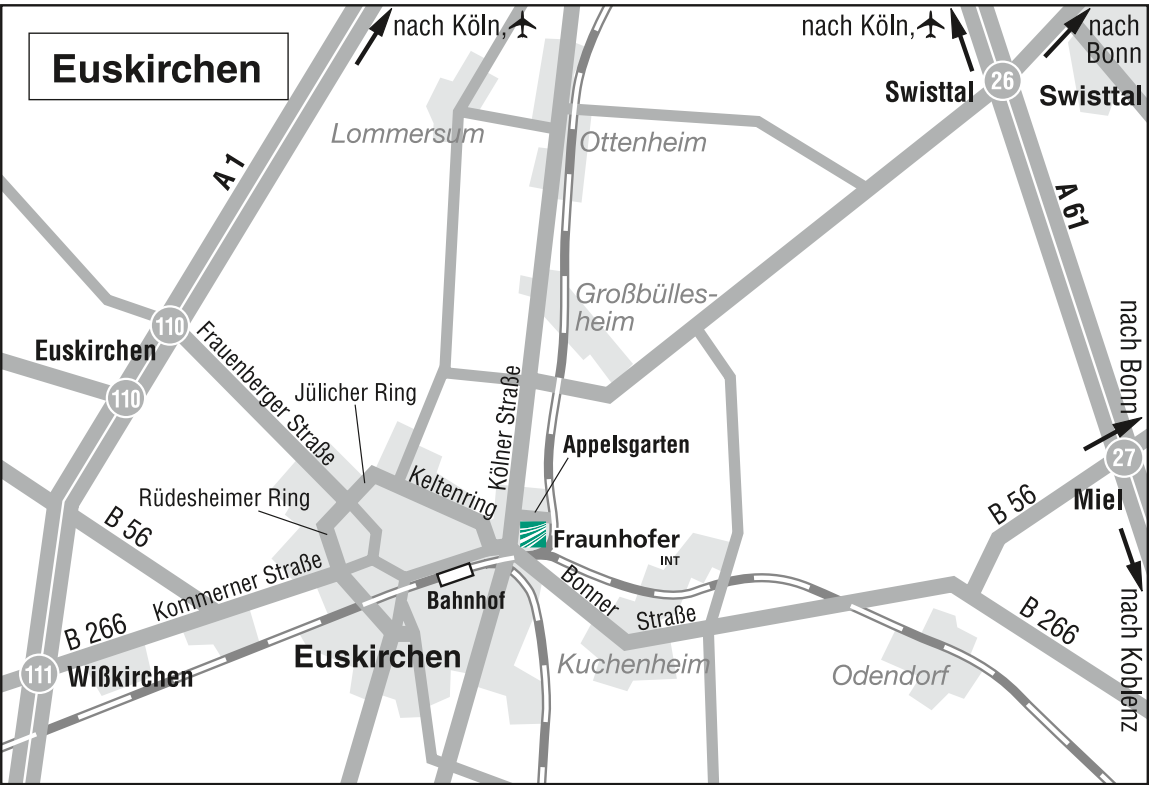 Euskirchen
nach Köln,
nach Köln,
nach
Bonn
Swisttal
26
Swisttal
Lommersum
Ottenheim
A 1
A 61
Großbülles-
heim
nach Bonn
110
Euskirchen
110
Frauenberger Straße
Jülicher Ring
Kölner Straße
Appelsgarten
Keltenring
27
Miel
Rüdesheimer Ring
B 56
B 56
Fraunhofer
INT
Kommerner Straße
Bahnhof
Bonner
Straße
B 266
B 266
nach Koblenz
111
Wißkirchen
Euskirchen
Kuchenheim
Odendorf